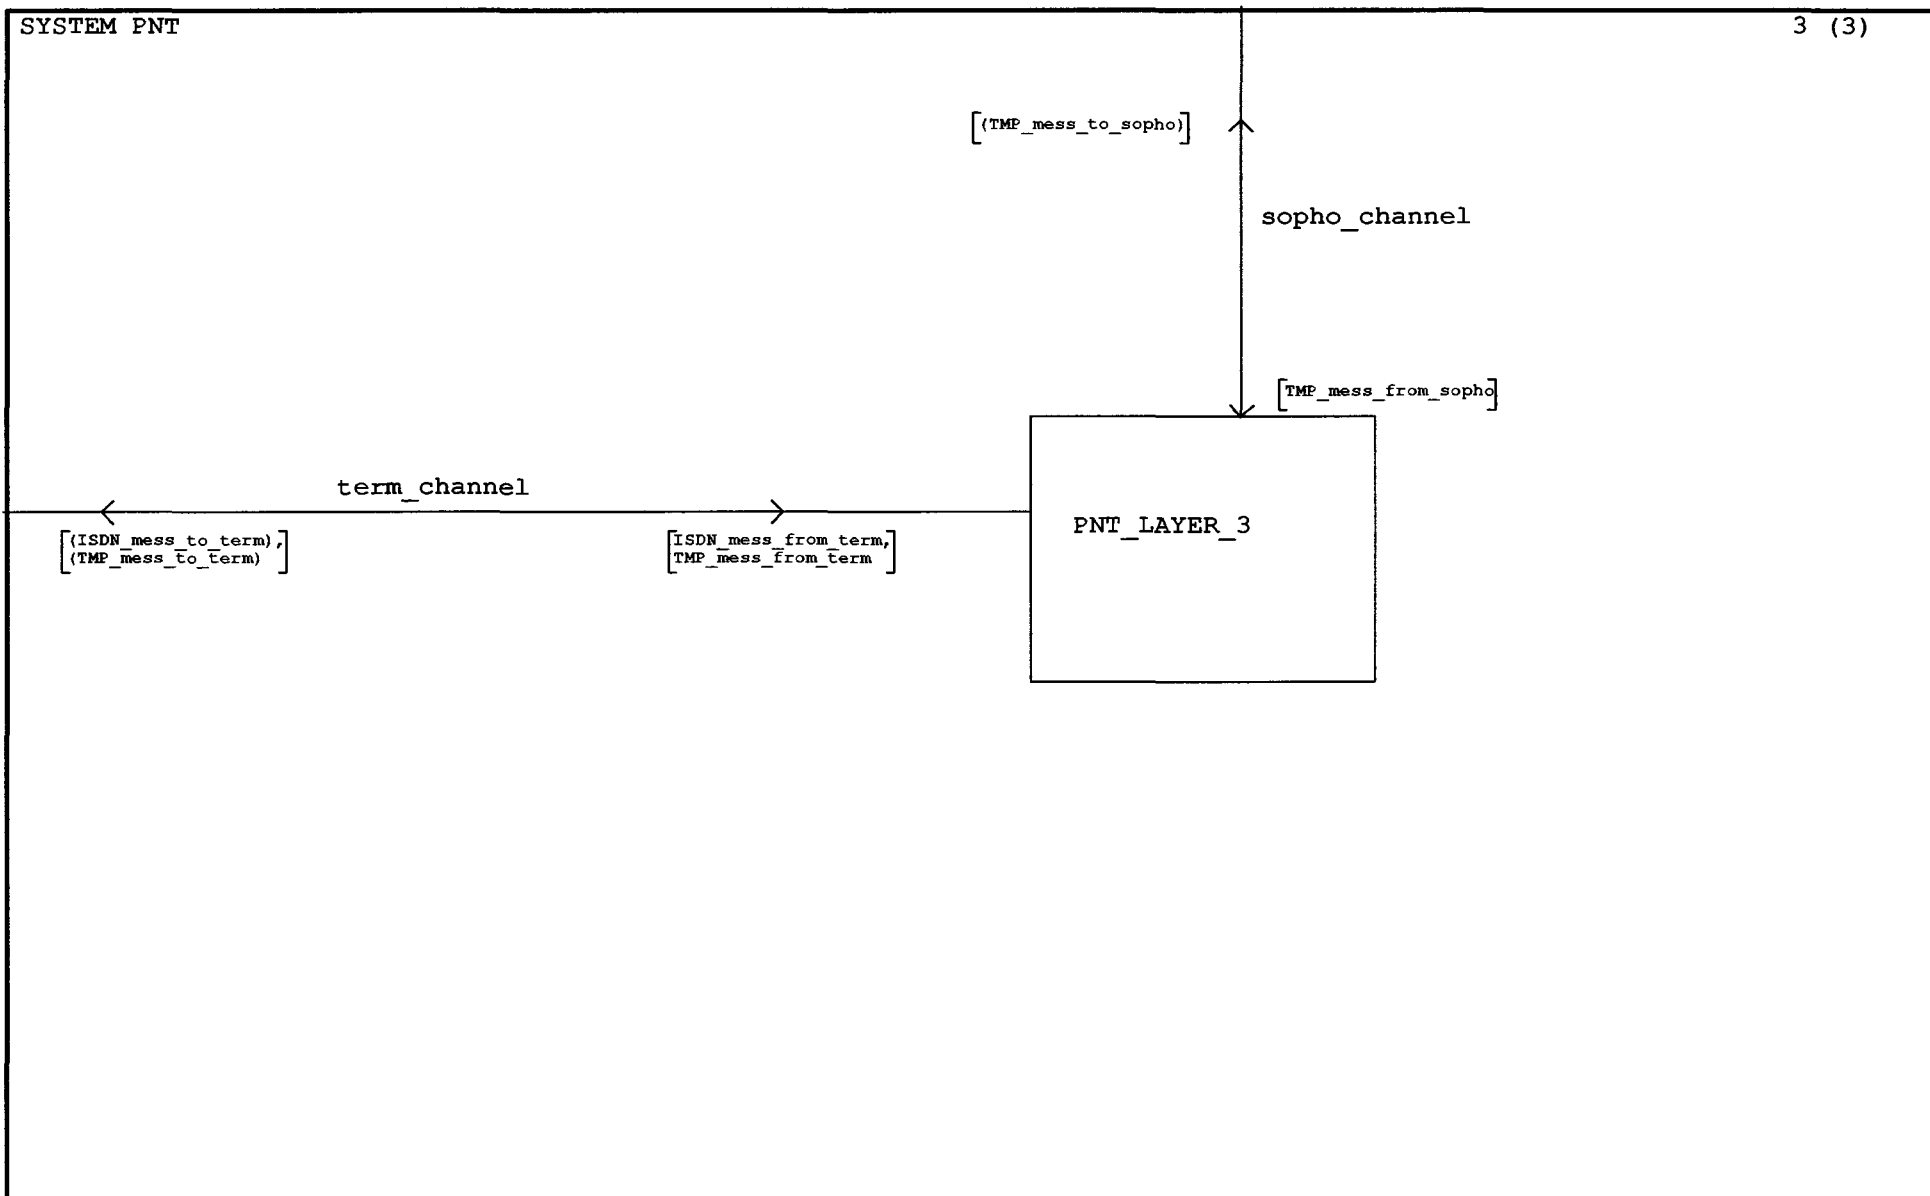 SYSTEM PNT
3 (3)
[(TMP_mess_to_sopho)]
sopho_channel
[TMP_mess_from_sopho]
term_channel
PNT_LAYER_3
[(ISDN_mess_to_term),
(TMP_mess_to_term)]
[ISDN_mess_from_term,
TMP_mess_from_term]